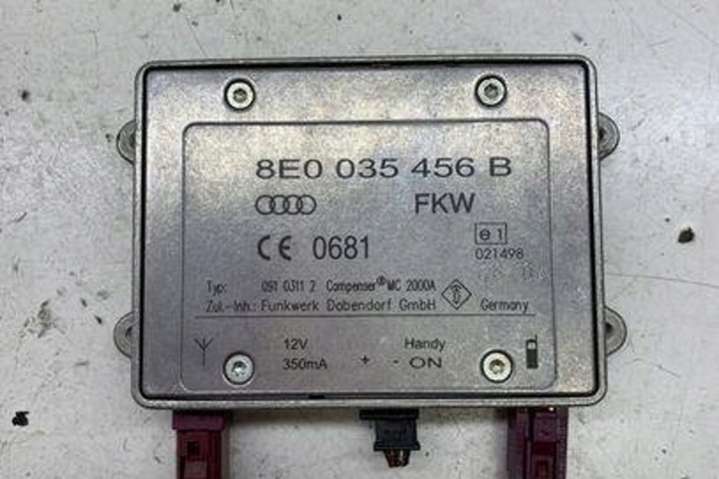 8E0 035 456 B
FKW
CE 0681
e 1
021498
Typ: 091 0311 2 Compenser® MC 2000A
Zul.-Inh.: Funkwerk Dabendorf GmbH Germany
12V Handy
350mA + - ON